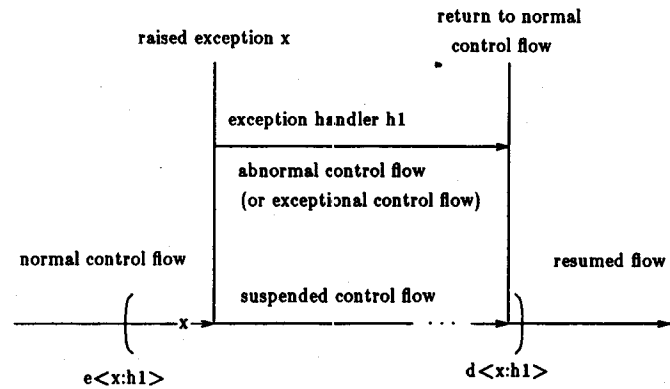 return to normal
control flow
raised exception x
exception handler h1
abnormal control flow
(or exceptional control flow)
normal control flow
resumed flow
suspended control flow
x
...
e<x:h1>
d<x:h1>